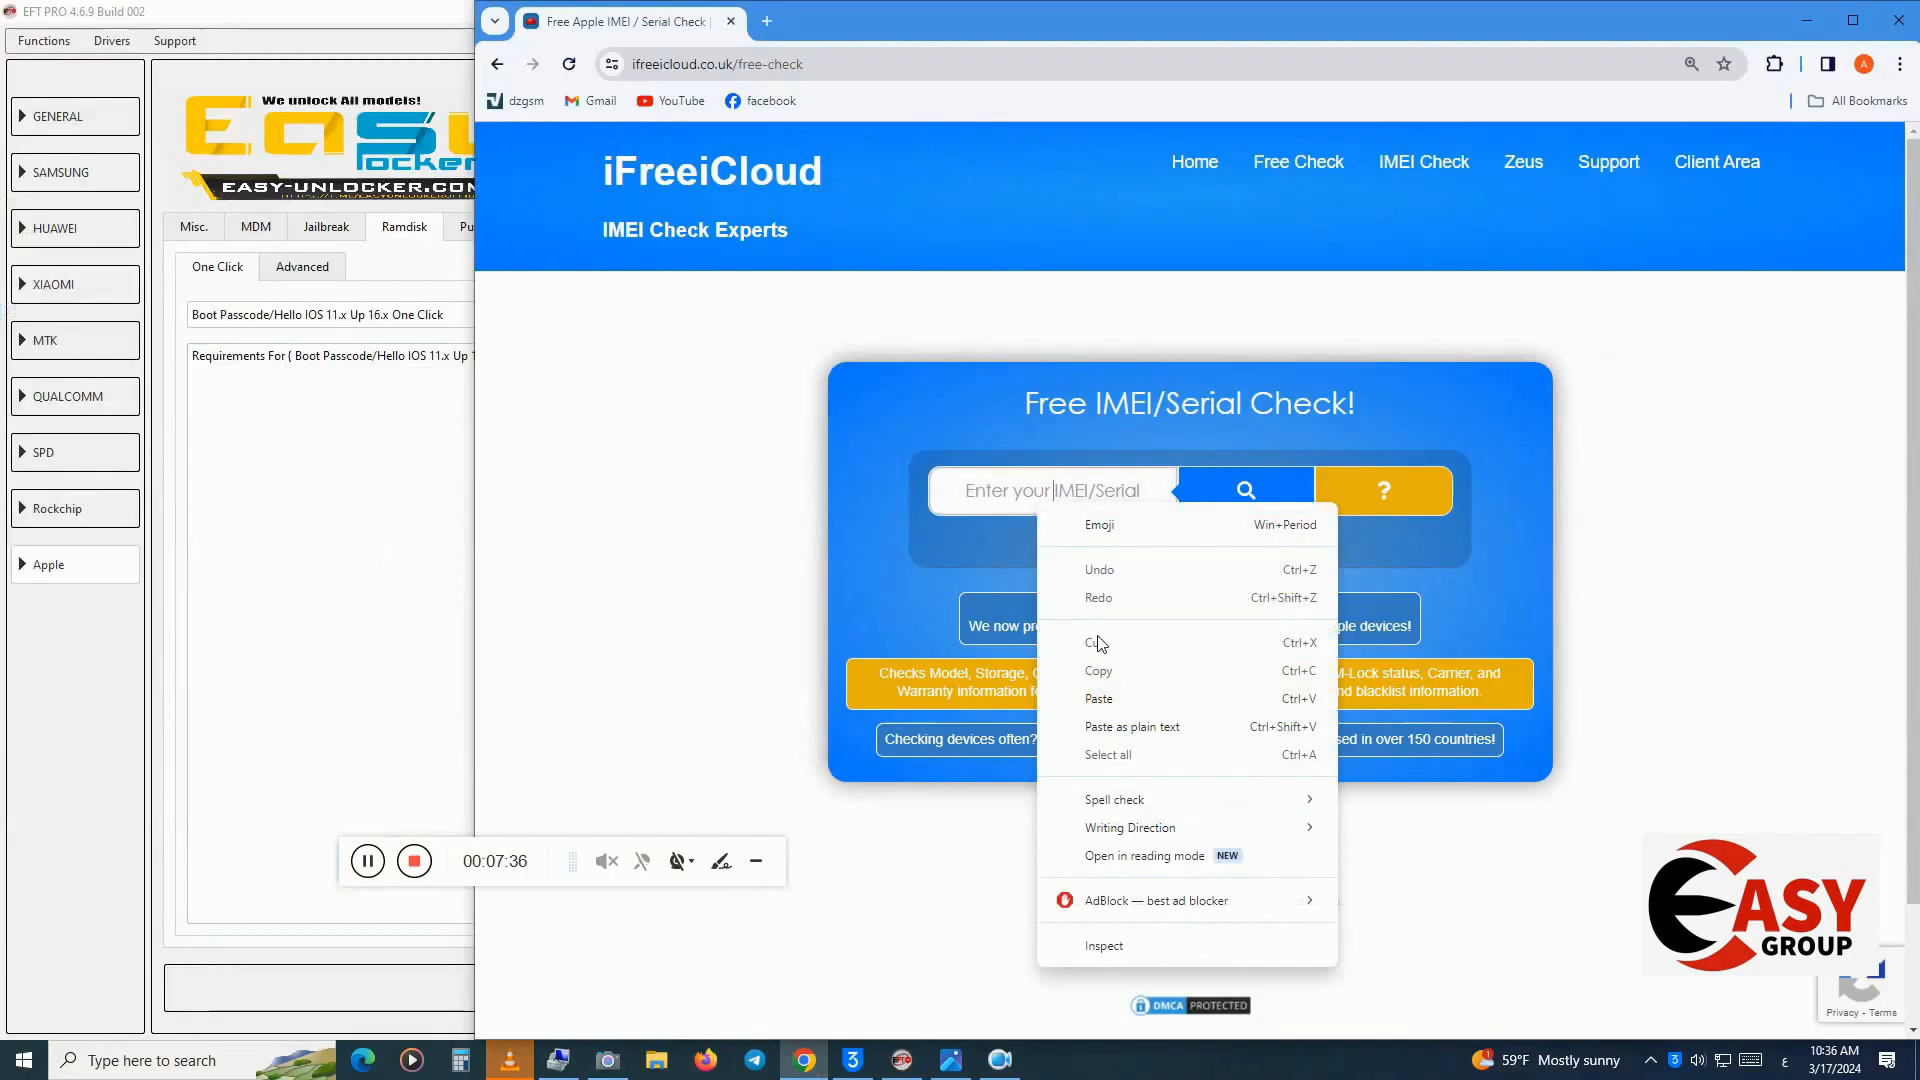 EFT PRO 4.6.9 Build 002
Functions Drivers Support
GENERAL
SAMSUNG
HUAWEI
XIAOMI
MTK
QUALCOMM
SPD
Rockchip
Apple
We unlock All models!
EASY-UNLOCKER.COM
Misc. MDM Jailbreak Ramdisk Pu
One Click Advanced
Boot Passcode/Hello IOS 11.x Up 16.x One Click
Requirements For { Boot Passcode/Hello IOS 11.x Up 1
00:07:36
Free Apple IMEI / Serial Check |
ifreeicloud.co.uk/free-check
dzgsm Gmail YouTube facebook All Bookmarks
A
iFreeiCloud
Home Free Check IMEI Check Zeus Support Client Area
IMEI Check Experts
Free IMEI/Serial Check!
Enter your IMEI/Serial
?
We now pr
ple devices!
Checks Model, Storage,
M-Lock status, Carrier, and
Warranty information f
nd blacklist information.
Checking devices often?
sed in over 150 countries!
Emoji Win+Period
Undo Ctrl+Z
Redo Ctrl+Shift+Z
Cu Ctrl+X
Copy Ctrl+C
Paste Ctrl+V
Paste as plain text Ctrl+Shift+V
Select all Ctrl+A
Spell check
Writing Direction
Open in reading mode NEW
AdBlock — best ad blocker
Inspect
DMCA PROTECTED
EASY
GROUP
Privacy - Terms
Type here to search
59°F Mostly sunny
ع
10:36 AM
3/17/2024